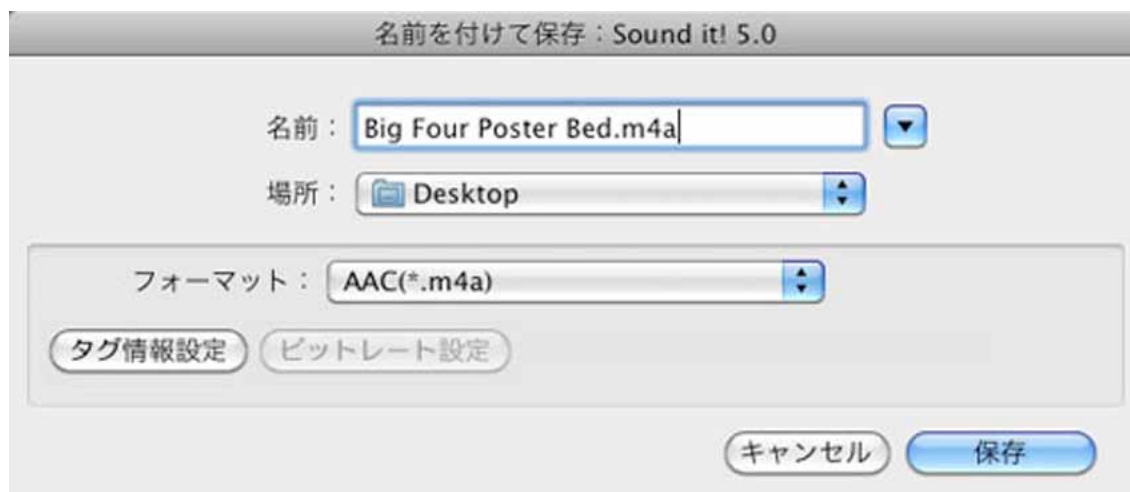 名前を付けて保存：Sound it! 5.0
名前： Big Four Poster Bed.m4a
場所： Desktop
フォーマット： AAC(*.m4a)
タグ情報設定 ビットレート設定
キャンセル 保存